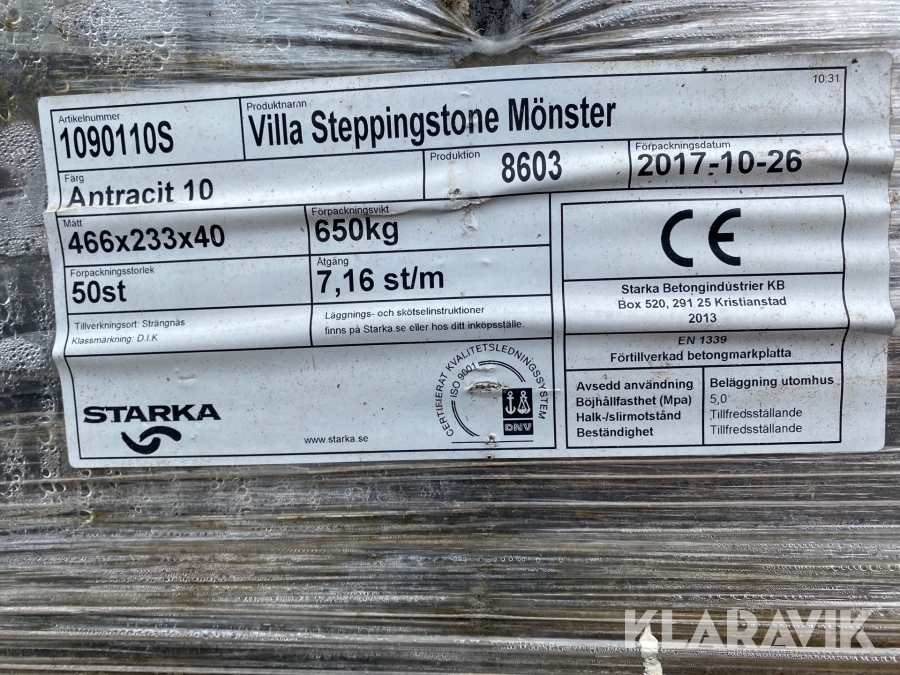 10:31
Artikelnummer
1090110S
Produktnamn
Villa Steppingstone Mönster
Färg
Antracit 10
Produktion
8603
Förpackningsdatum
2017-10-26
Mått
466x233x40
Förpackningsvikt
650kg
Förpackningsstorlek
50st
Åtgång
7,16 st/m
Tillverkningsort: Strängnäs
Klassmärkning: D.I.K
Läggnings- och skötselinstruktioner
finns på Starka.se eller hos ditt inköpsställe.
CE
Starka Betongindustrier KB
Box 520, 291 25 Kristianstad
2013
EN 1339
Förtillverkad betongmarkplatta
Avsedd användning
Böjhållfasthet (Mpa)
Halk-/slirmotstånd
Beständighet
Beläggning utomhus
5,0
Tillfredsställande
Tillfredsställande
STARKA
www.starka.se
CERTIFIERAT KVALITETSLEDNINGSSYSTEM
ISO 9001
DNV
KLARAVIK